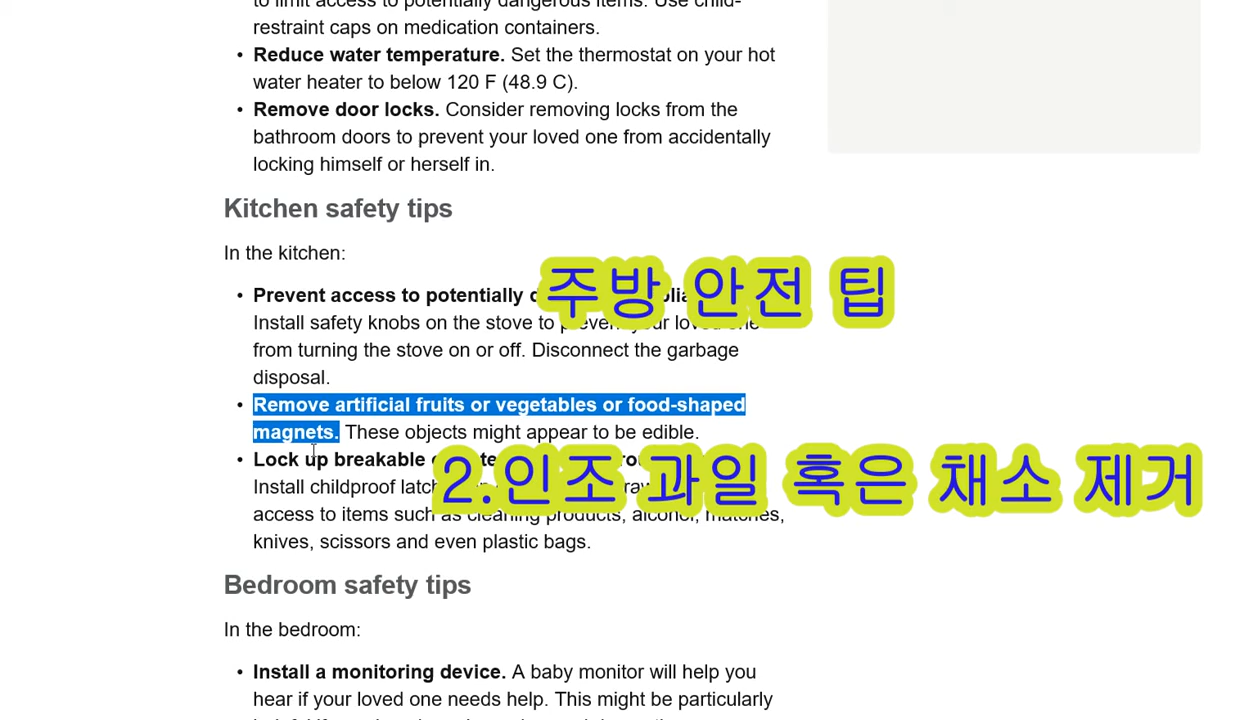 to limit access to potentially dangerous items. Use child-
restraint caps on medication containers.
• Reduce water temperature. Set the thermostat on your hot
water heater to below 120 F (48.9 C).
• Remove door locks. Consider removing locks from the
bathroom doors to prevent your loved one from accidentally
locking himself or herself in.
Kitchen safety tips
In the kitchen:
• Prevent access to potentially
주방 안전 팁
Install safety knobs on the stove to prevent your loved one
from turning the stove on or off. Disconnect the garbage
disposal.
• Remove artificial fruits or vegetables or food-shaped
magnets. These objects might appear to be edible.
• Lock up breakable
2.인조 과일 혹은 채소 제거
Install childproof
access to items such as cleaning products, alcohol, matches,
knives, scissors and even plastic bags.
Bedroom safety tips
In the bedroom:
• Install a monitoring device. A baby monitor will help you
hear if your loved one needs help. This might be particularly